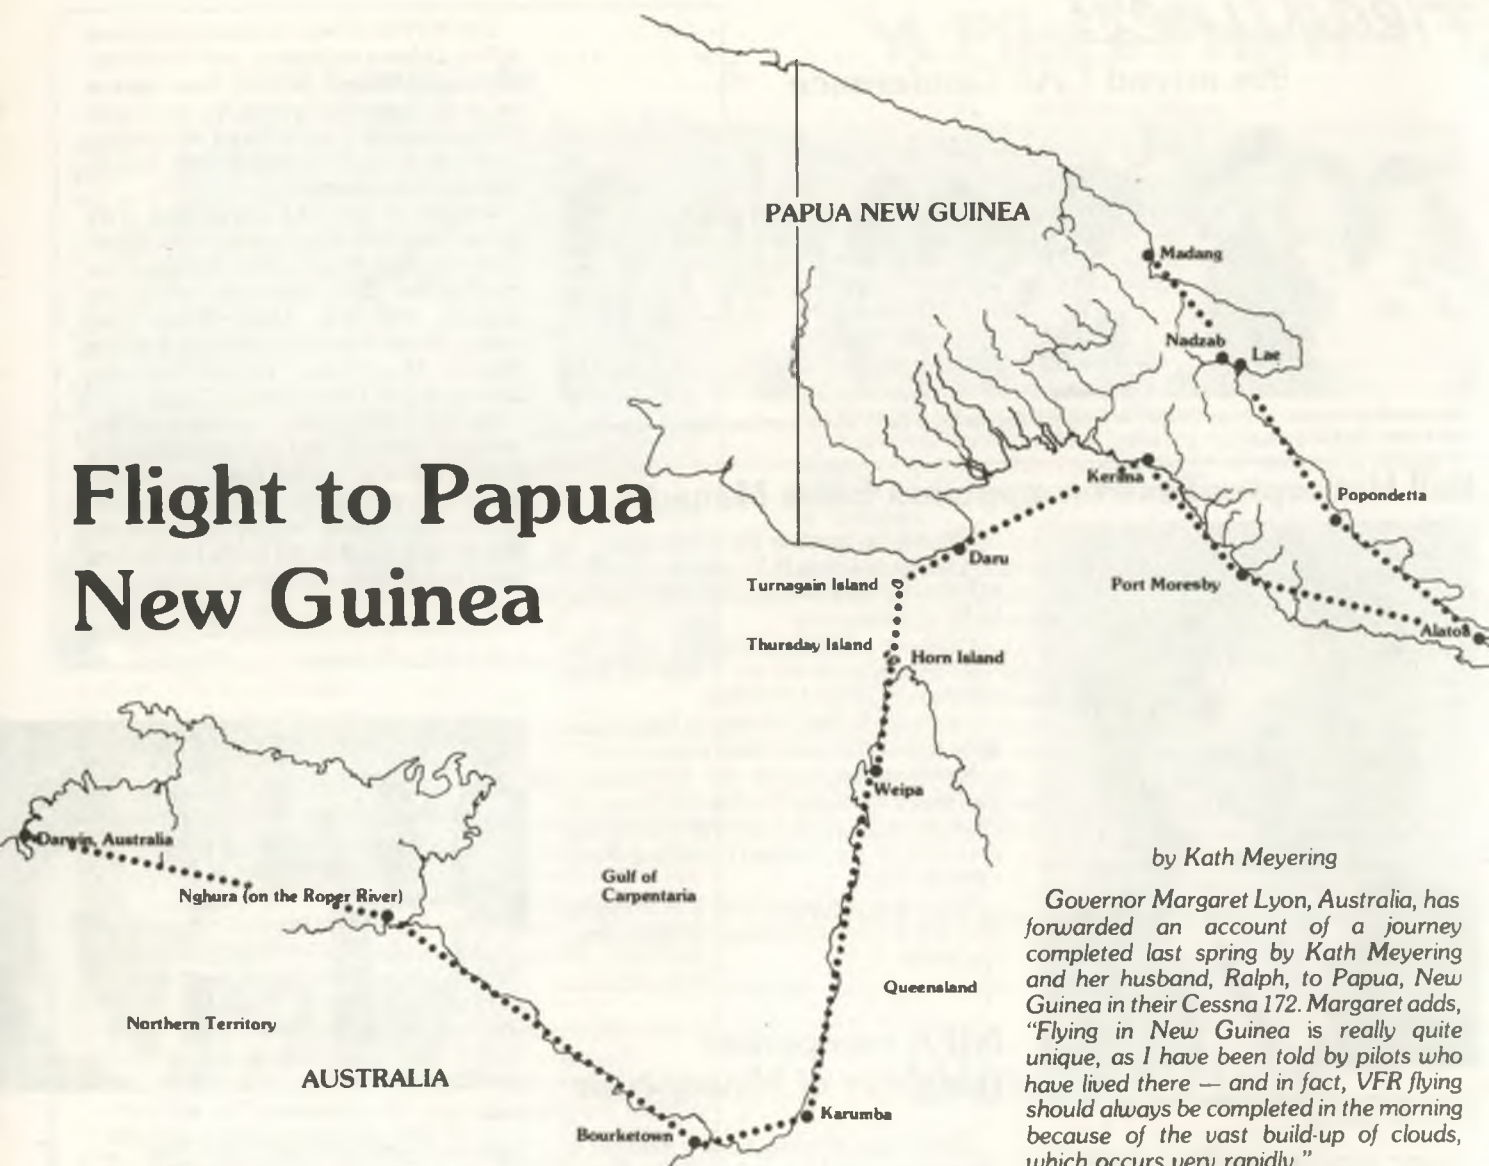 PAPUA NEW GUINEA
Madang
Nadzab
Lae
Flight to Papua
New Guinea
Kerema
Popondetta
Daru
Turnagain Island
Port Moresby
Thursday Island
Horn Island
Alatoa
Weipa
Darwin, Australia
Nghura (on the Roper River)
Gulf of
Carpentaria
Queensland
Northern Territory
AUSTRALIA
Karumba
Bourketown
by Kath Meyering
Governor Margaret Lyon, Australia, has
forwarded an account of a journey
completed last spring by Kath Meyering
and her husband, Ralph, to Papua, New
Guinea in their Cessna 172. Margaret adds,
"Flying in New Guinea is really quite
unique, as I have been told by pilots who
have lived there — and in fact, VFR flying
should always be completed in the morning
because of the vast build-up of clouds,
which occurs very rapidly."